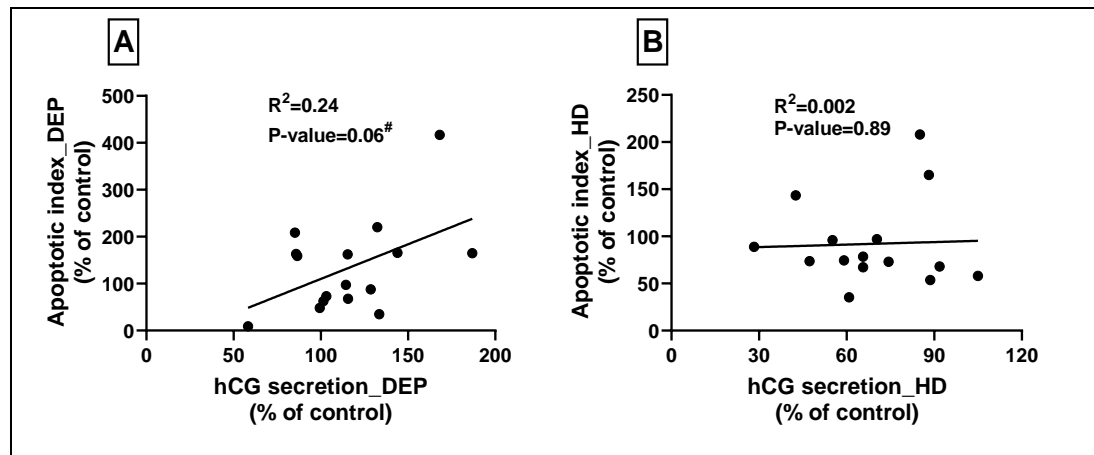 A
R²=0.24
P-value=0.06#
Apoptotic index_DEP
(% of control)
500
400
300
200
100
0
0 50 100 150 200
hCG secretion_DEP
(% of control)
B
R²=0.002
P-value=0.89
Apoptotic index_HD
(% of control)
250
200
150
100
50
0
0 30 60 90 120
hCG secretion_HD
(% of control)